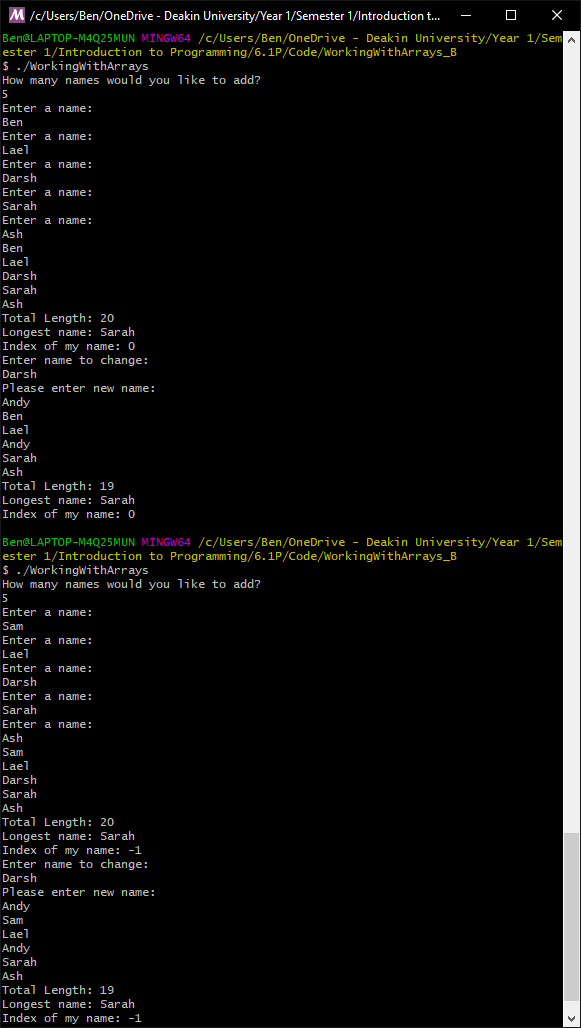 M /c/Users/Ben/OneDrive - Deakin University/Year 1/Semester 1/Introduction t...
Ben@LAPTOP-M4Q25MUN MINGW64 /c/Users/Ben/OneDrive - Deakin University/Year 1/Sem
ester 1/Introduction to Programming/6.1P/Code/WorkingWithArrays_B
$ ./WorkingWithArrays
How many names would you like to add?
5
Enter a name:
Ben
Enter a name:
Lael
Enter a name:
Darsh
Enter a name:
Sarah
Enter a name:
Ash
Ben
Lael
Darsh
Sarah
Ash
Total Length: 20
Longest name: Sarah
Index of my name: 0
Enter name to change:
Darsh
Please enter new name:
Andy
Ben
Lael
Andy
Sarah
Ash
Total Length: 19
Longest name: Sarah
Index of my name: 0
Ben@LAPTOP-M4Q25MUN MINGW64 /c/Users/Ben/OneDrive - Deakin University/Year 1/Sem
ester 1/Introduction to Programming/6.1P/Code/WorkingWithArrays_B
$ ./WorkingWithArrays
How many names would you like to add?
5
Enter a name:
Sam
Enter a name:
Lael
Enter a name:
Darsh
Enter a name:
Sarah
Enter a name:
Ash
Sam
Lael
Darsh
Sarah
Ash
Total Length: 20
Longest name: Sarah
Index of my name: -1
Enter name to change:
Darsh
Please enter new name:
Andy
Sam
Lael
Andy
Sarah
Ash
Total Length: 19
Longest name: Sarah
Index of my name: -1